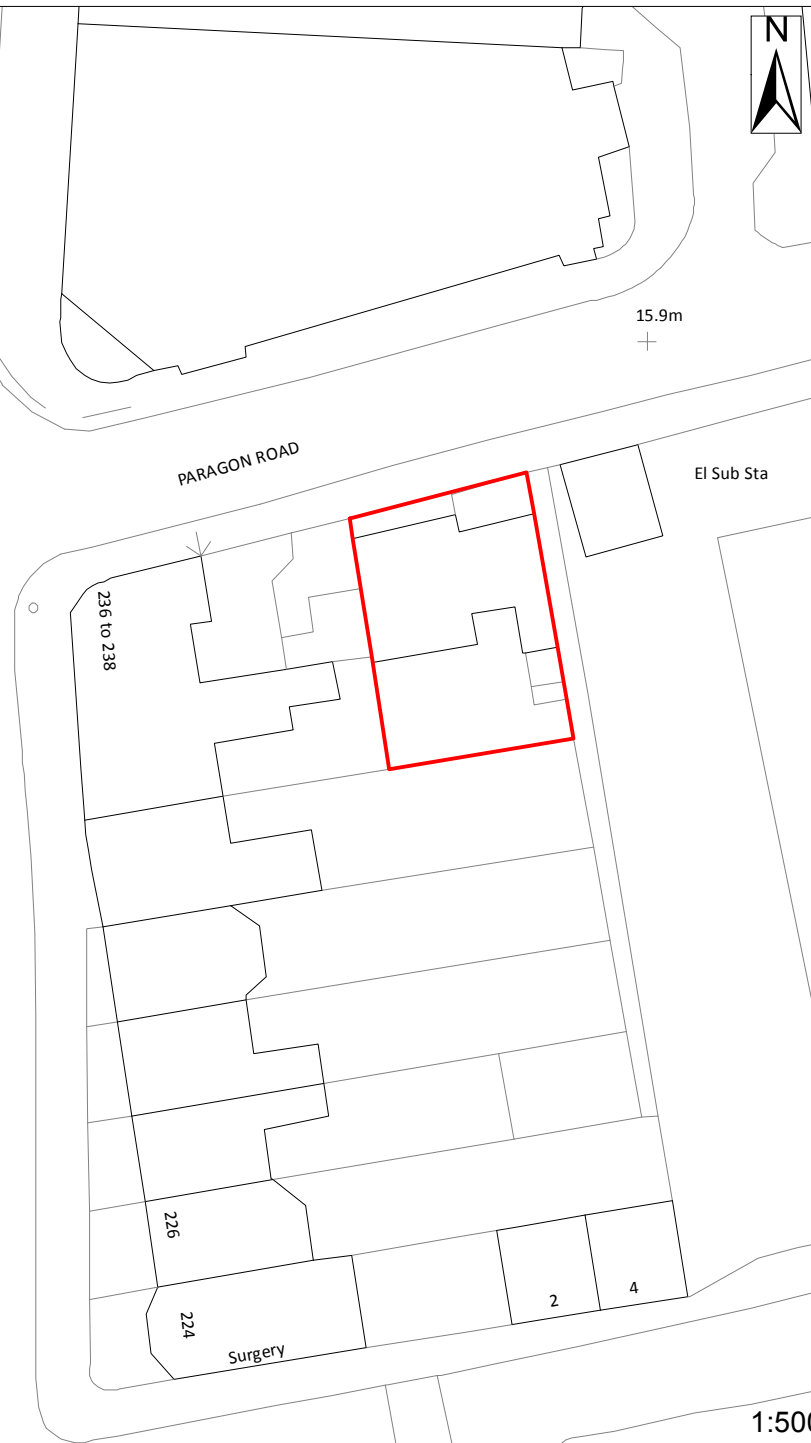 N
15.9m
PARAGON ROAD
El Sub Sta
236 to 238
226
224
Surgery
2
4
1:500